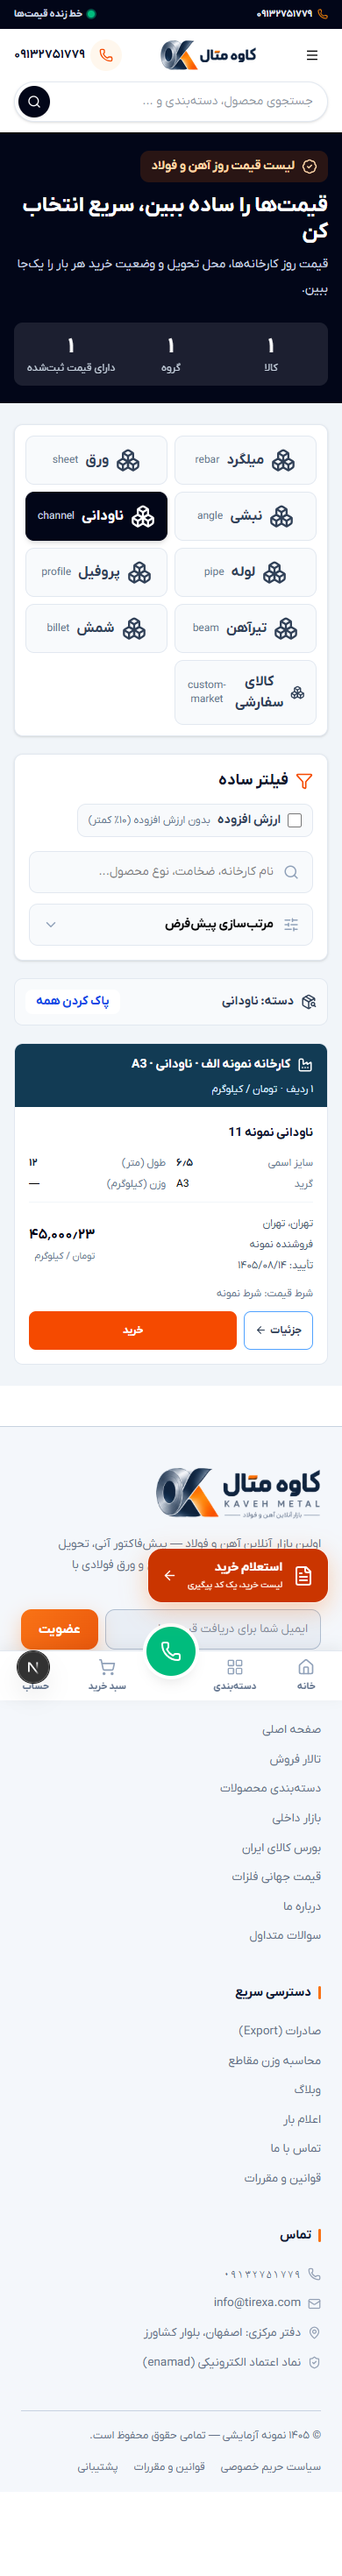 ۰۹۱۳۲۷۵۱۷۷۹
خط زنده قیمت‌ها
کاوه متال
۰۹۱۳۲۷۵۱۷۷۹
جستجوی محصول، دسته‌بندی و ...
لیست قیمت روز آهن و فولاد
قیمت‌ها را ساده ببین، سریع انتخاب
کن
قیمت روز کارخانه‌ها، محل تحویل و وضعیت خرید هر بار را یک‌جا
ببین.
۱ ۱ ۱
کالا گروه دارای قیمت ثبت‌شده
میلگرد rebar
ورق sheet
نبشی angle
ناودانی channel
لوله pipe
پروفیل profile
تیرآهن beam
شمش billet
کالای سفارشی custom-market
فیلتر ساده
ارزش افزوده بدون ارزش افزوده (۱۰٪ کمتر)
نام کارخانه، ضخامت، نوع محصول...
مرتب‌سازی پیش‌فرض
دسته: ناودانی
پاک کردن همه
کارخانه نمونه الف - ناودانی - A3
۱ ردیف · تومان / کیلوگرم
ناودانی نمونه 11
سایز اسمی ۶٫۵ طول (متر) ۱۲
گرید A3 وزن (کیلوگرم) —
تهران، تهران
فروشنده نمونه
تأیید: ۱۴۰۵/۰۸/۱۴
۴۵,۰۰۰٫۲۳
تومان / کیلوگرم
شرط قیمت: شرط نمونه
جزئیات
خرید
کاوه متال
KAVEH METAL
بازار آنلاین آهن و فولاد
اولین بازار آنلاین آهن و فولاد — پیش‌فاکتور آنی، تحویل
و ورق فولادی با
استعلام خرید
لیست خرید، یک کد پیگیری
ایمیل شما برای دریافت
عضویت
خانه
دسته‌بندی
سبد خرید
حساب
N
صفحه اصلی
تالار فروش
دسته‌بندی محصولات
بازار داخلی
بورس کالای ایران
قیمت جهانی فلزات
درباره ما
سوالات متداول
دسترسی سریع
صادرات (Export)
محاسبه وزن مقاطع
وبلاگ
اعلام بار
تماس با ما
قوانین و مقررات
تماس
۰۹۱۳۲۷۵۱۷۷۹
info@tirexa.com
دفتر مرکزی: اصفهان، بلوار کشاورز
نماد اعتماد الکترونیکی (enamad)
© ۱۴۰۵ نمونه آزمایشی — تمامی حقوق محفوظ است.
سیاست حریم خصوصی قوانین و مقررات پشتیبانی